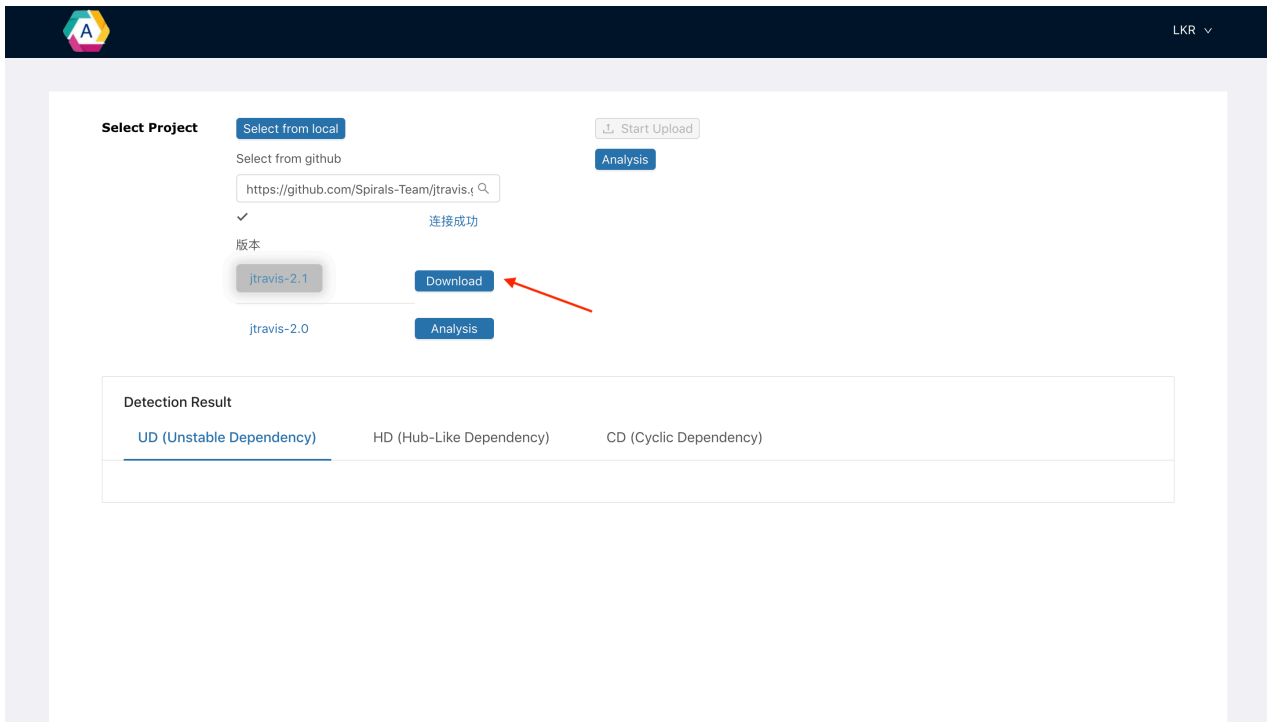 A
LKR
Select Project
Select from local
Start Upload
Select from github
Analysis
https://github.com/Spirals-Team/jtravis.g
连接成功
版本
jtravis-2.1
Download
jtravis-2.0
Analysis
Detection Result
UD (Unstable Dependency)
HD (Hub-Like Dependency)
CD (Cyclic Dependency)